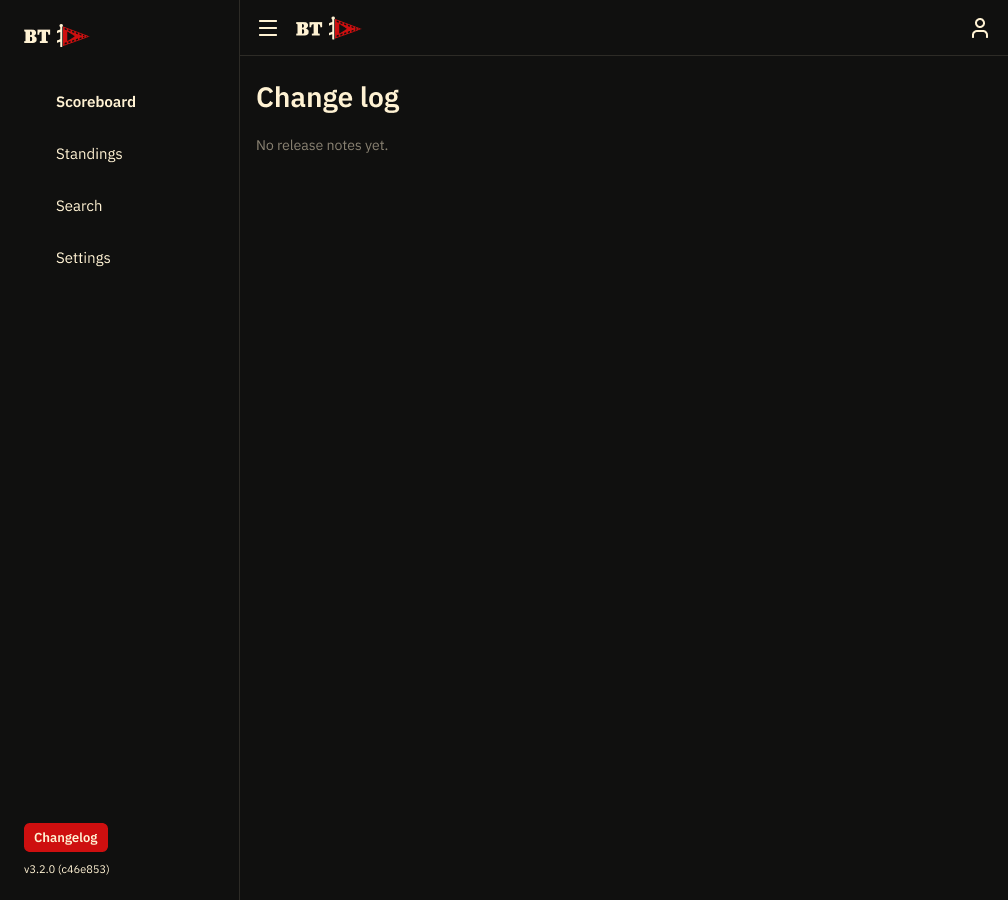 BT
Scoreboard
Standings
Search
Settings
Changelog
v3.2.0 (c46e853)
BT
Change log
No release notes yet.